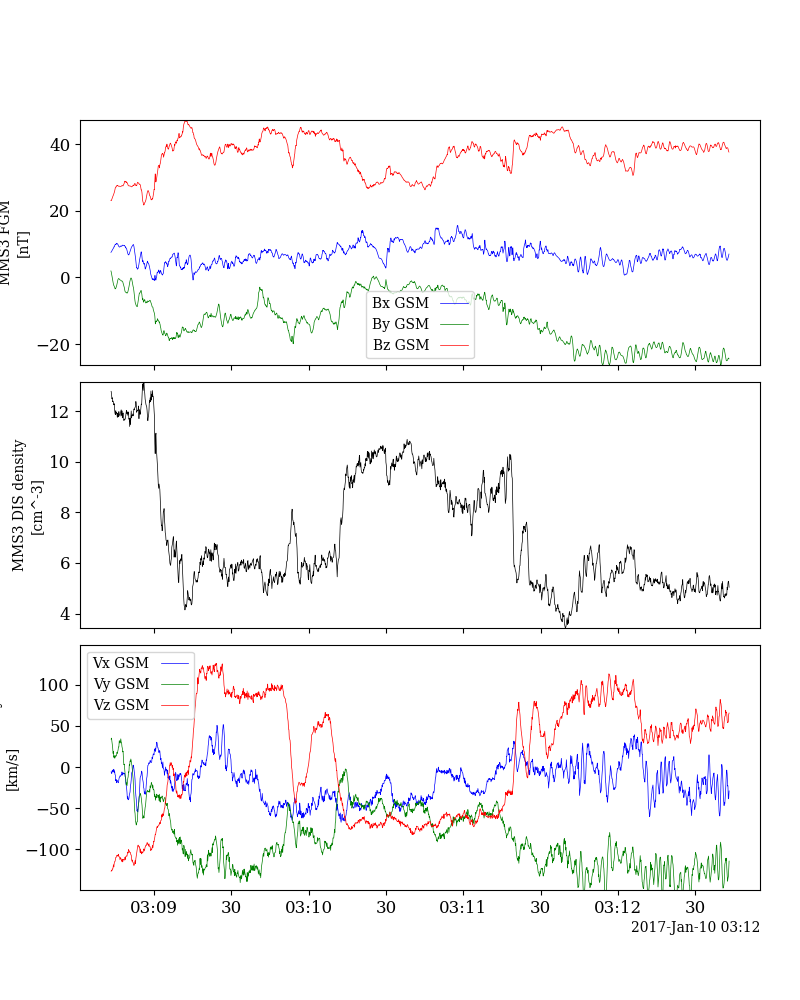 MMS3 FGM
[nT]
40
20
0
−20
Bx GSM
By GSM
Bz GSM
MMS3 DIS density
[cm^-3]
12
10
8
6
4
[km/s]
100
50
0
−50
−100
Vx GSM
Vy GSM
Vz GSM
03:09 30 03:10 30 03:11 30 03:12 30
2017-Jan-10 03:12